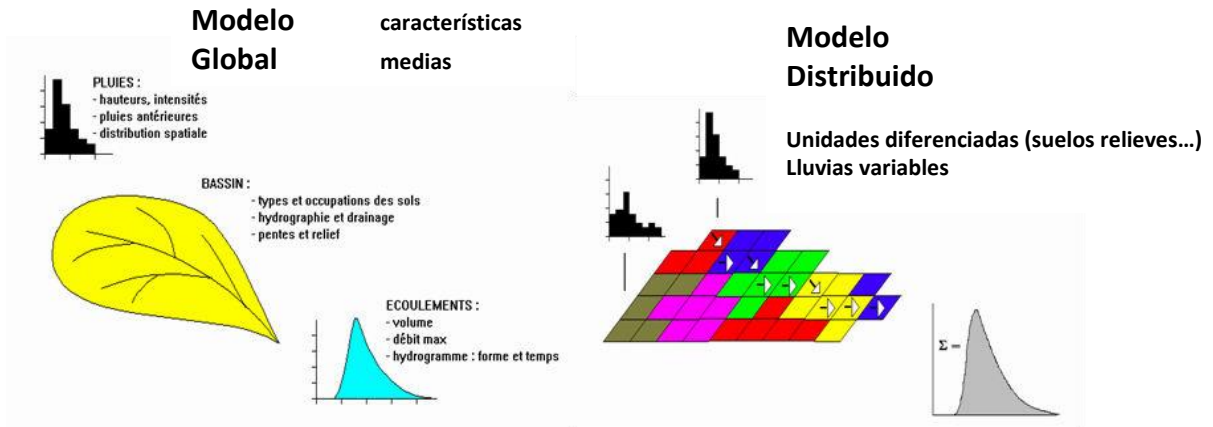 Modelo características
Global medias
PLUIES :
- hauteurs, intensités
- pluies antérieures
- distribution spatiale
BASSIN :
- types et occupations des sols
- hydrographie et drainage
- pentes et relief
ECOULEMENTS :
- volume
- débit max
- hydrogramme : forme et temps
Modelo
Distribuido
Unidades diferenciadas (suelos relieves...)
Lluvias variables
Σ =